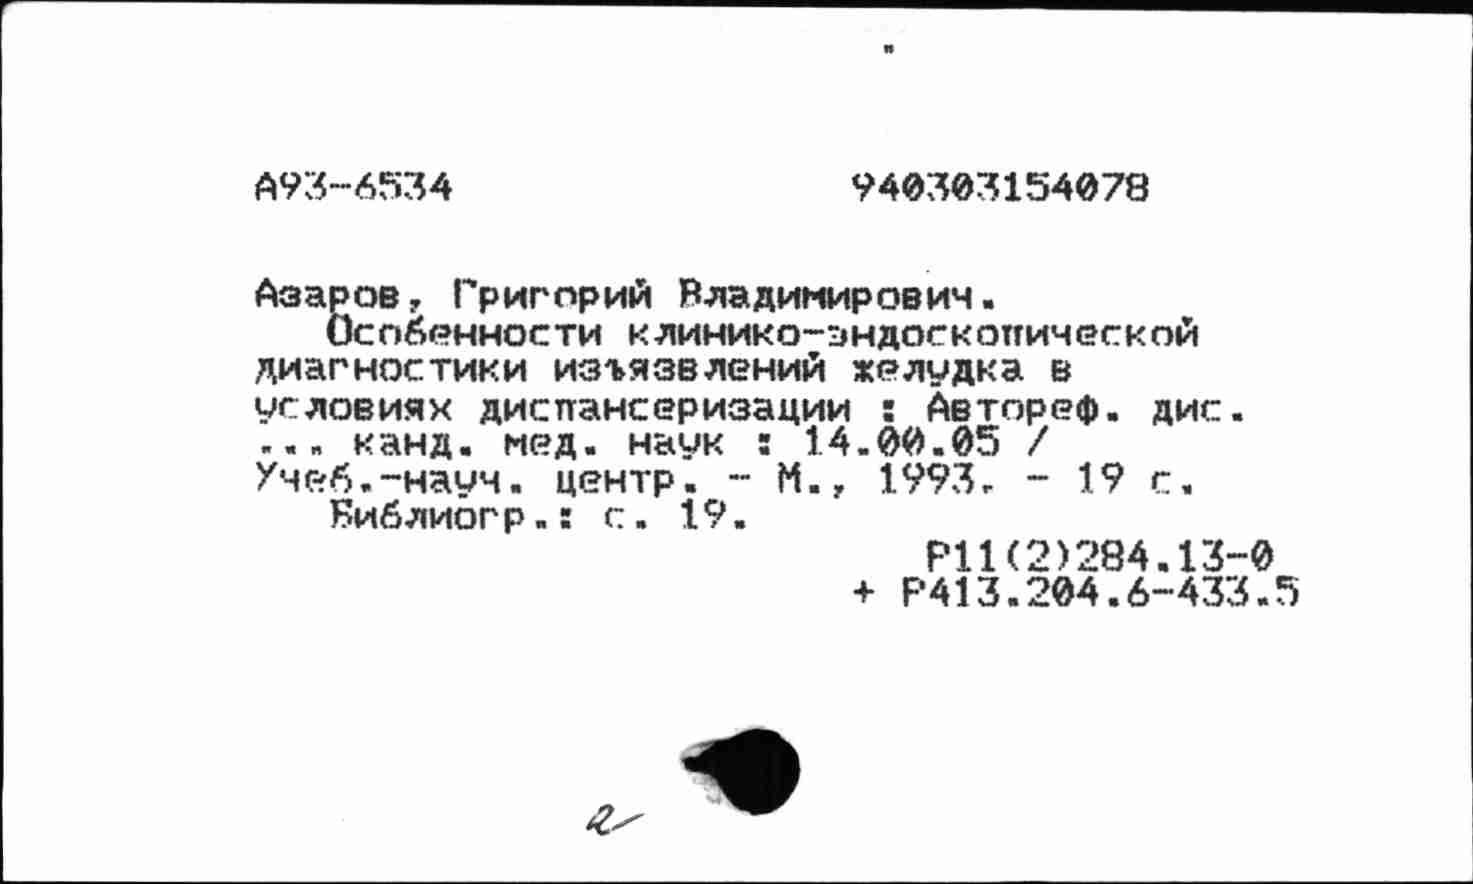 А93-6534 940303154078
Азаров, Григорий Владимирович.
Особенности клинико-эндоскопической
диагностики изъязвлений желудка в
условиях диспансеризации : Автореф. дис.
... канд. мед. наук : 14.00.05 /
Учеб.-науч. центр. - М., 1993. - 19 с.
Библиогр.: с. 19.
Р11(2)284.13-0
+ Р413.204.6-433.5